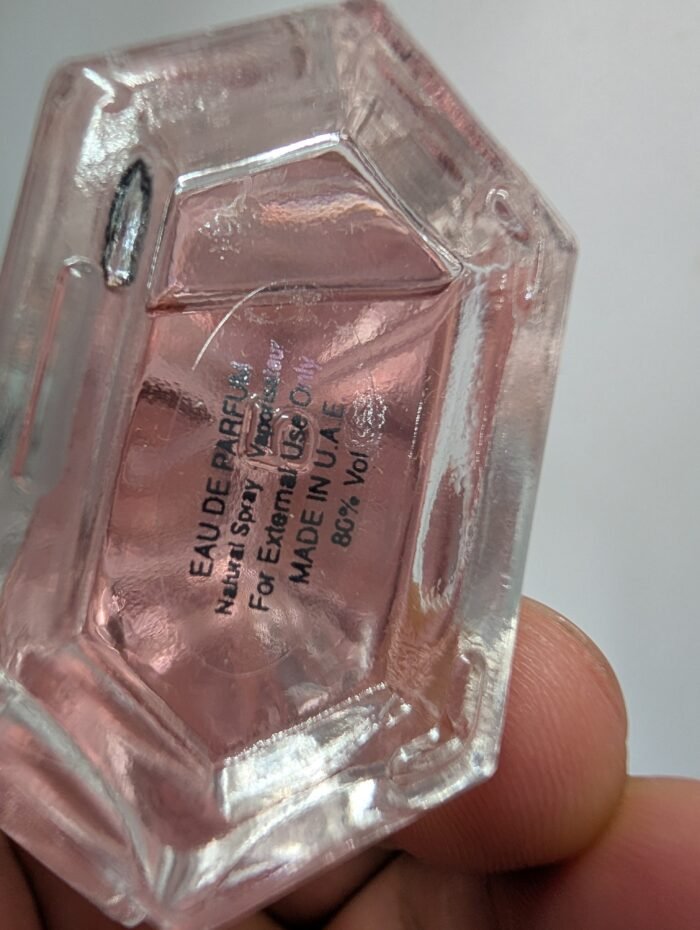 EAU DE PARFUM
Natural Spray Vaporisateur
For External Use Only
MADE IN U.A.E
80% Vol